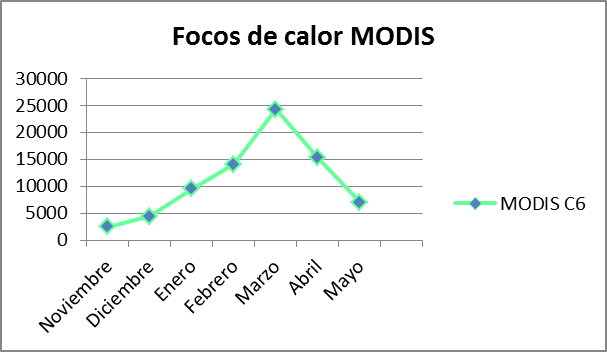 Focos de calor MODIS
30000
25000
20000
15000
10000
5000
0
Noviembre
Diciembre
Enero
Febrero
Marzo
Abril
Mayo
MODIS C6